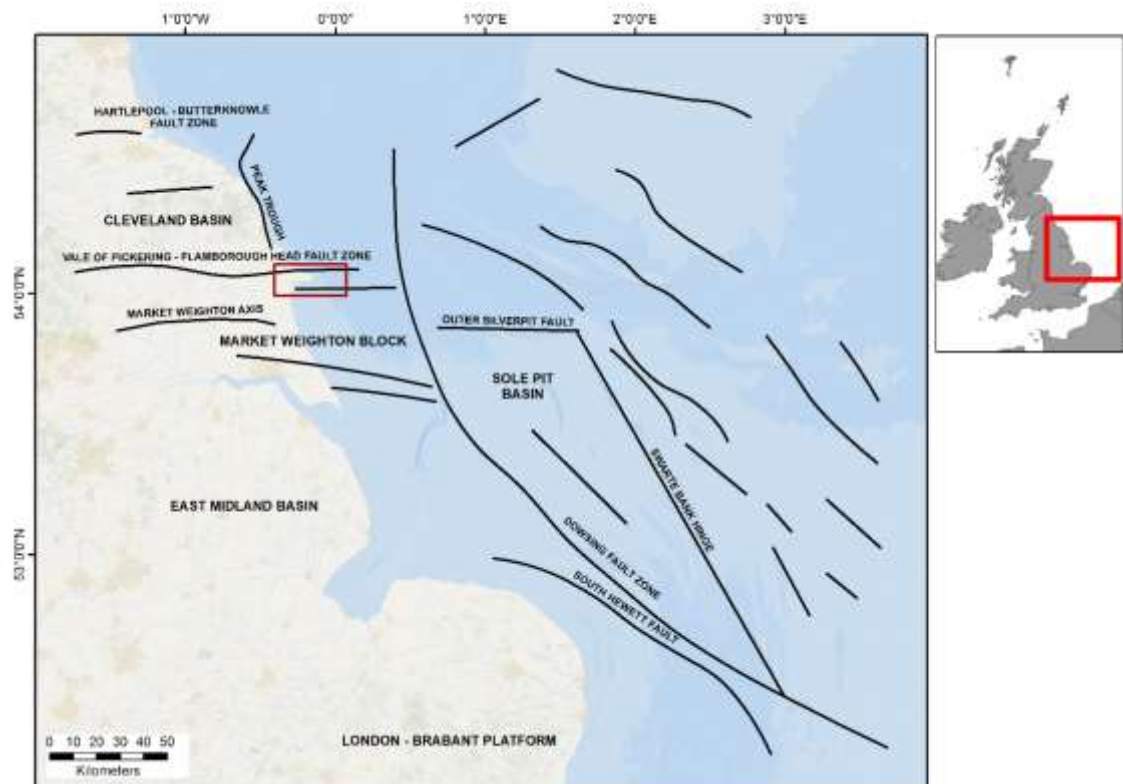 1°0'0"W 0°0'0" 1°0'0"E 2°0'0"E 3°0'0"E
HARTLEPOOL - BUTTERKNOWLE
FAULT ZONE
PEAK TROUGH
CLEVELAND BASIN
VALE OF PICKERING - FLAMBOROUGH HEAD FAULT ZONE
54°0'0"N
MARKET WEIGHTON AXIS
OUTER SILVERPIT FAULT
MARKET WEIGHTON BLOCK
SOLE PIT
BASIN
SWARTE BANK HINGE
EAST MIDLAND BASIN
DOWSING FAULT ZONE
53°0'0"N
SOUTH HEWETT FAULT
LONDON - BRABANT PLATFORM
0 10 20 30 40 50
Kilometers